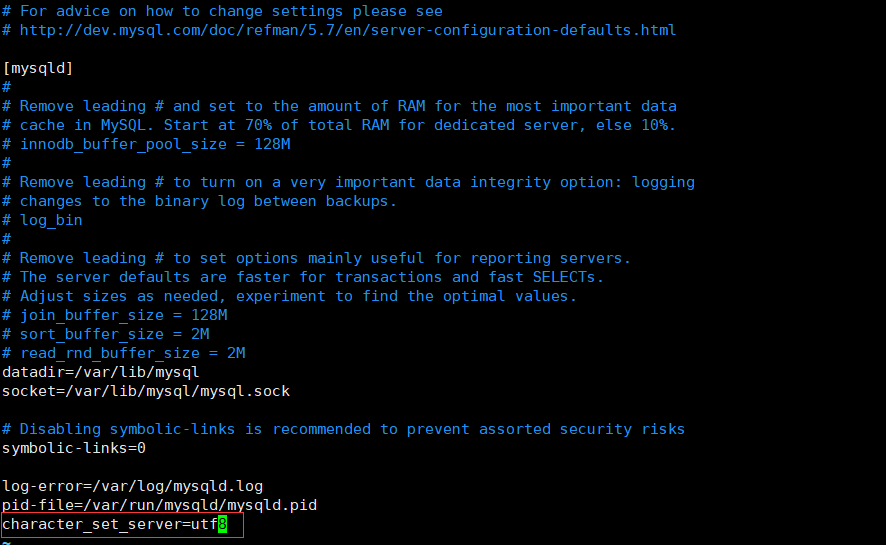 # For advice on how to change settings please see
# http://dev.mysql.com/doc/refman/5.7/en/server-configuration-defaults.html
[mysqld]
#
# Remove leading # and set to the amount of RAM for the most important data
# cache in MySQL. Start at 70% of total RAM for dedicated server, else 10%.
# innodb_buffer_pool_size = 128M
#
# Remove leading # to turn on a very important data integrity option: logging
# changes to the binary log between backups.
# log_bin
#
# Remove leading # to set options mainly useful for reporting servers.
# The server defaults are faster for transactions and fast SELECTs.
# Adjust sizes as needed, experiment to find the optimal values.
# join_buffer_size = 128M
# sort_buffer_size = 2M
# read_rnd_buffer_size = 2M
datadir=/var/lib/mysql
socket=/var/lib/mysql/mysql.sock
# Disabling symbolic-links is recommended to prevent assorted security risks
symbolic-links=0
log-error=/var/log/mysqld.log
pid-file=/var/run/mysqld/mysqld.pid
character_set_server=utf8
~